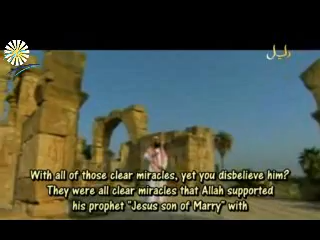 دليل
With all of those clear miracles, yet you disbelieve him?
They were all clear miracles that Allah supported
his prophet "Jesus son of Marry" with